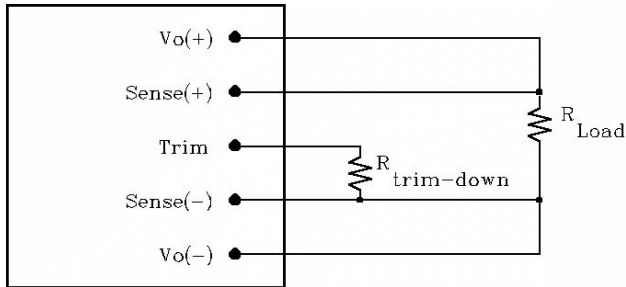 Vo(+)
Sense(+)
R
Load
Trim
R
trim-down
Sense(-)
Vo(-)